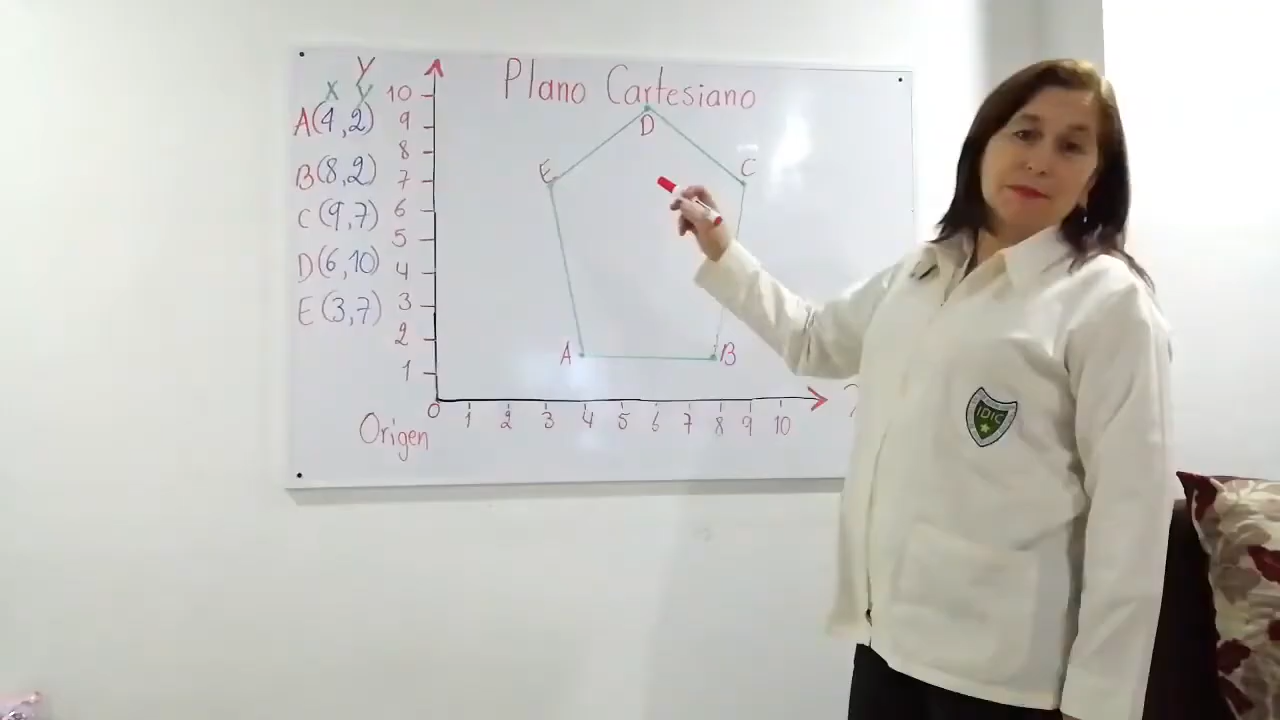 Plano Cartesiano
Y
x y
A(4,2)
B(8,2)
C(9,7)
D(6,10)
E(3,7)
10
9
8
7
6
5
4
3
2
1
0
1 2 3 4 5 6 7 8 9 10
Origen
D
E
C
A
B
IDIC